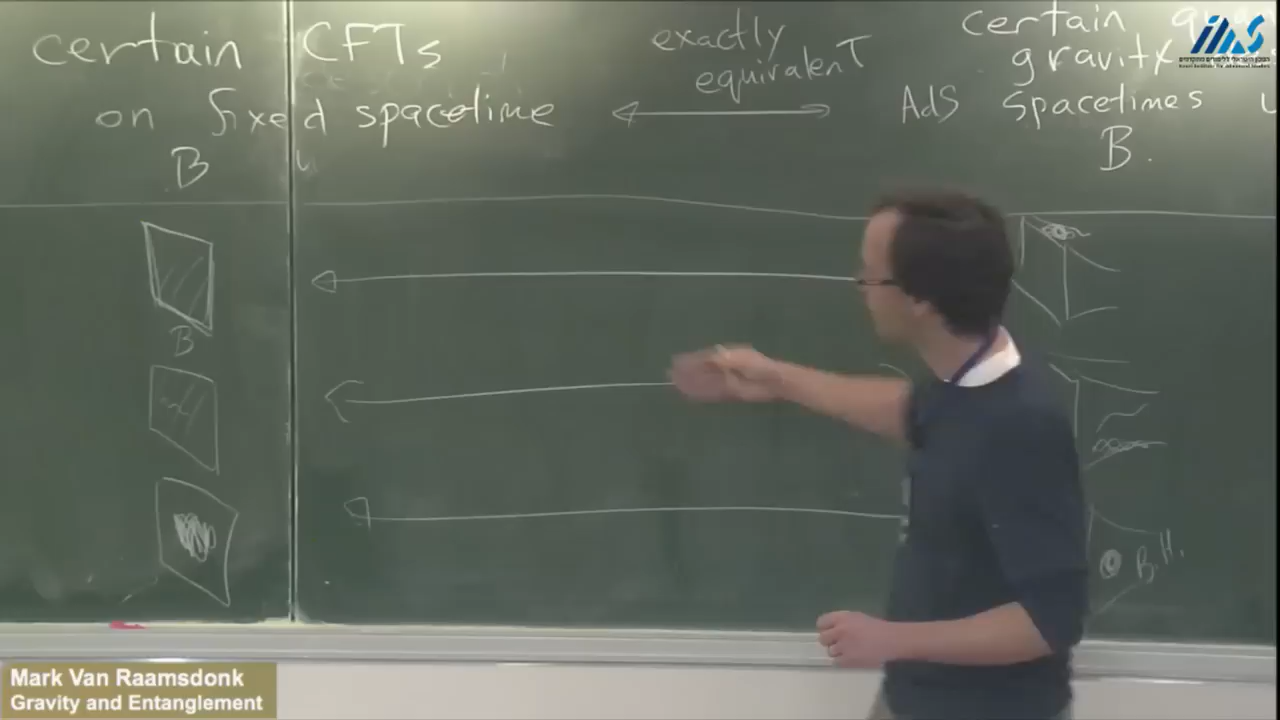 certain CFTs
on fixed spacetime
B
exactly
equivalent
certain
gravity
AdS spacetimes
B.
B
B.H.
Mark Van Raamsdonk
Gravity and Entanglement